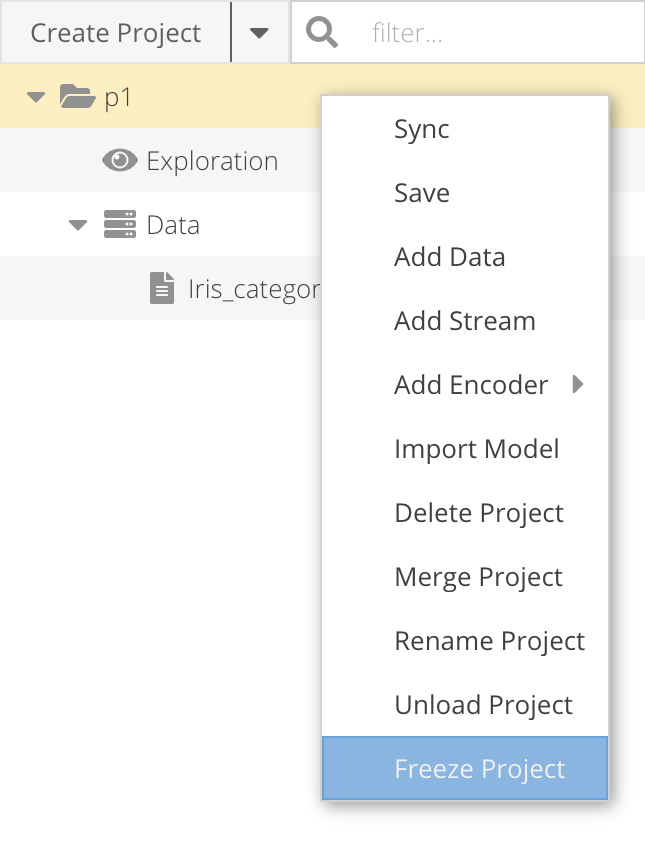 Create Project
filter...
p1
Exploration
Data
Iris_categor
Sync
Save
Add Data
Add Stream
Add Encoder
Import Model
Delete Project
Merge Project
Rename Project
Unload Project
Freeze Project